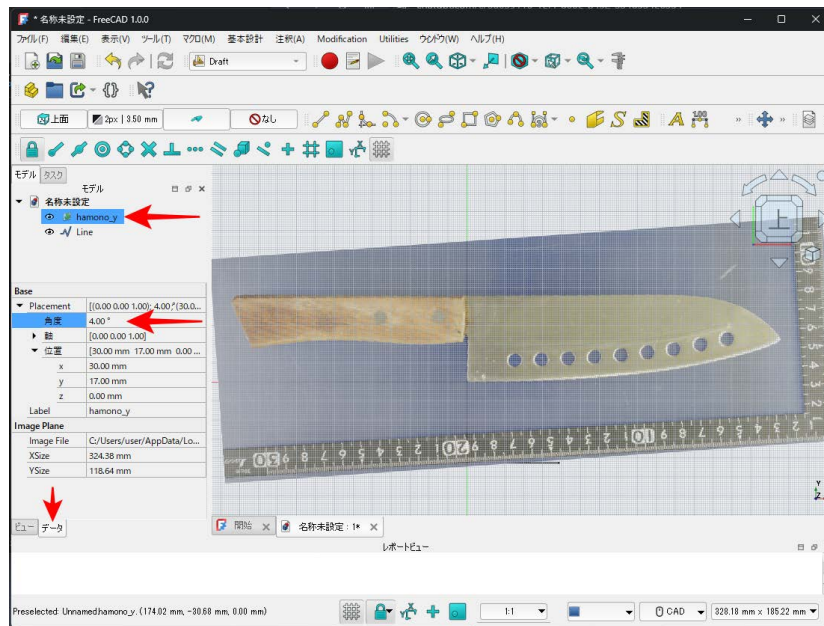 * 名称未設定 - FreeCAD 1.0.0
ファイル(F) 編集(E) 表示(V) ツール(T) マクロ(M) 基本設計 注釈(A) Modification Utilities ウィンドウ(W) ヘルプ(H)
Draft
上面 2px | 3.50 mm なし
モデル タスク
モデル
名称未設定
hamono_y
Line
Base
Placement [(0.00 0.00 1.00); 4.00 °; (30.0...
角度 4.00 °
軸 [0.00 0.00 1.00]
位置 [30.00 mm 17.00 mm 0.00 ...
x 30.00 mm
y 17.00 mm
z 0.00 mm
Label hamono_y
Image Plane
Image File C:/Users/user/AppData/Lo...
XSize 324.38 mm
YSize 118.64 mm
上
ビュー データ
開始 名称未設定 : 1*
レポートビュー
Preselected: Unnamed.hamono_y. (174.02 mm, -30.68 mm, 0.00 mm)
1:1
CAD
328.18 mm x 185.22 mm